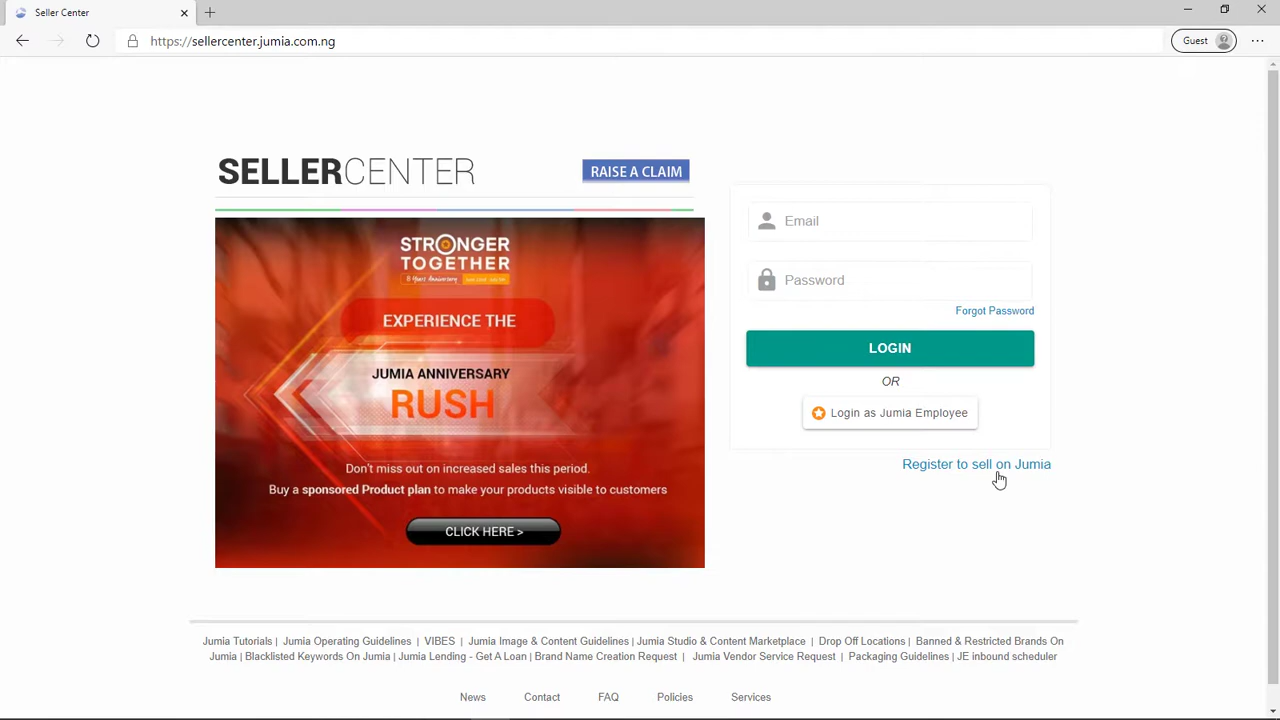 Seller Center
https://sellercenter.jumia.com.ng
Guest
SELLERCENTER
RAISE A CLAIM
STRONGER
TOGETHER
8 Years Anniversary
EXPERIENCE THE
JUMIA ANNIVERSARY
RUSH
Don't miss out on increased sales this period.
Buy a sponsored Product plan to make your products visible to customers
CLICK HERE >
Email
Password
Forgot Password
LOGIN
OR
Login as Jumia Employee
Register to sell on Jumia
Jumia Tutorials | Jumia Operating Guidelines | VIBES | Jumia Image & Content Guidelines | Jumia Studio & Content Marketplace | Drop Off Locations | Banned & Restricted Brands On
Jumia | Blacklisted Keywords On Jumia | Jumia Lending - Get A Loan | Brand Name Creation Request | Jumia Vendor Service Request | Packaging Guidelines | JE inbound scheduler
News Contact FAQ Policies Services